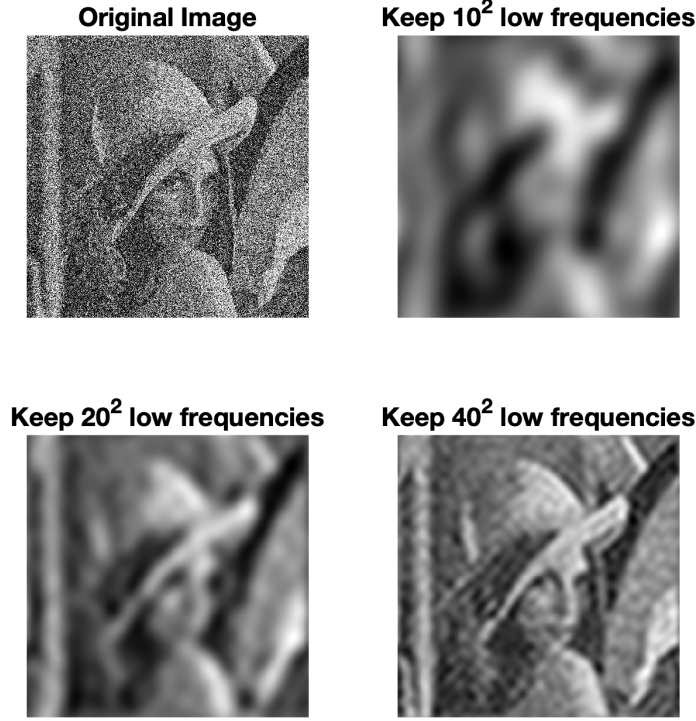 Original Image
Keep 10² low frequencies
Keep 20² low frequencies
Keep 40² low frequencies